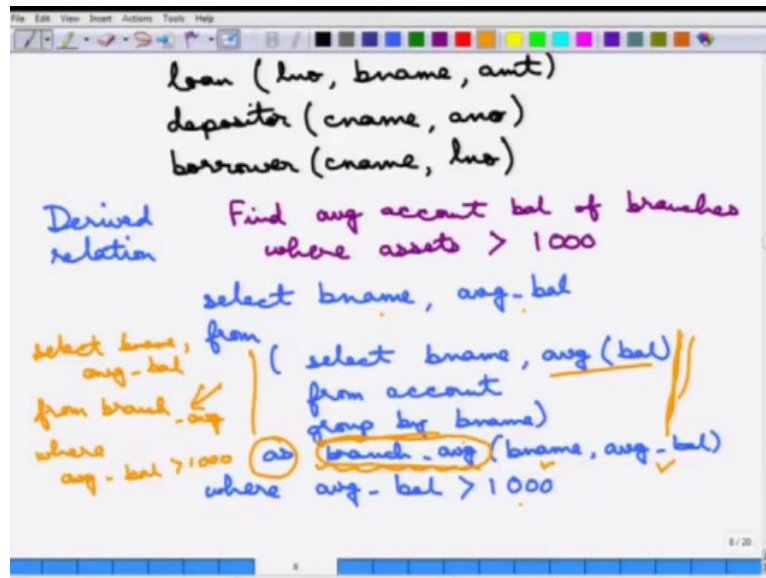 File Edit View Insert Actions Tools Help
loan (lno, bname, amt)
depositor (cname, ano)
borrower (cname, lno)
Derived relation
Find avg account bal of branches
where assets > 1000
select bname, avg_bal
from
( select bname, avg (bal)
from account
group by bname)
as branch_avg (bname, avg_bal)
where avg_bal > 1000
select bname,
avg_bal
from branch_avg
where
avg_bal > 1000
8 / 20